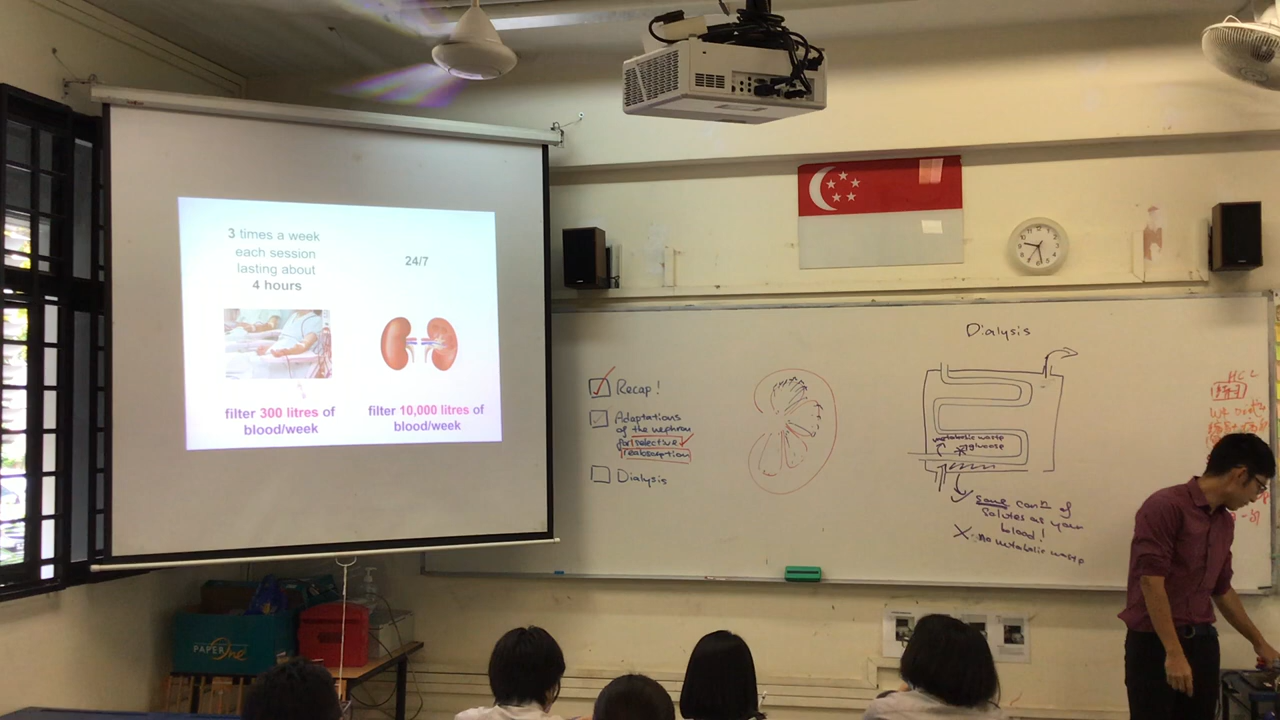 3 times a week
each session
lasting about
4 hours
24/7
filter 300 litres of
blood/week
filter 10,000 litres of
blood/week
Recap!
Adaptations
of the nephron
for selective
reabsorption
Dialysis
Dialysis
metabolic waste
glucose
same concn of
solutes as your
blood!
no metabolic waste
HCL
PAPEROne